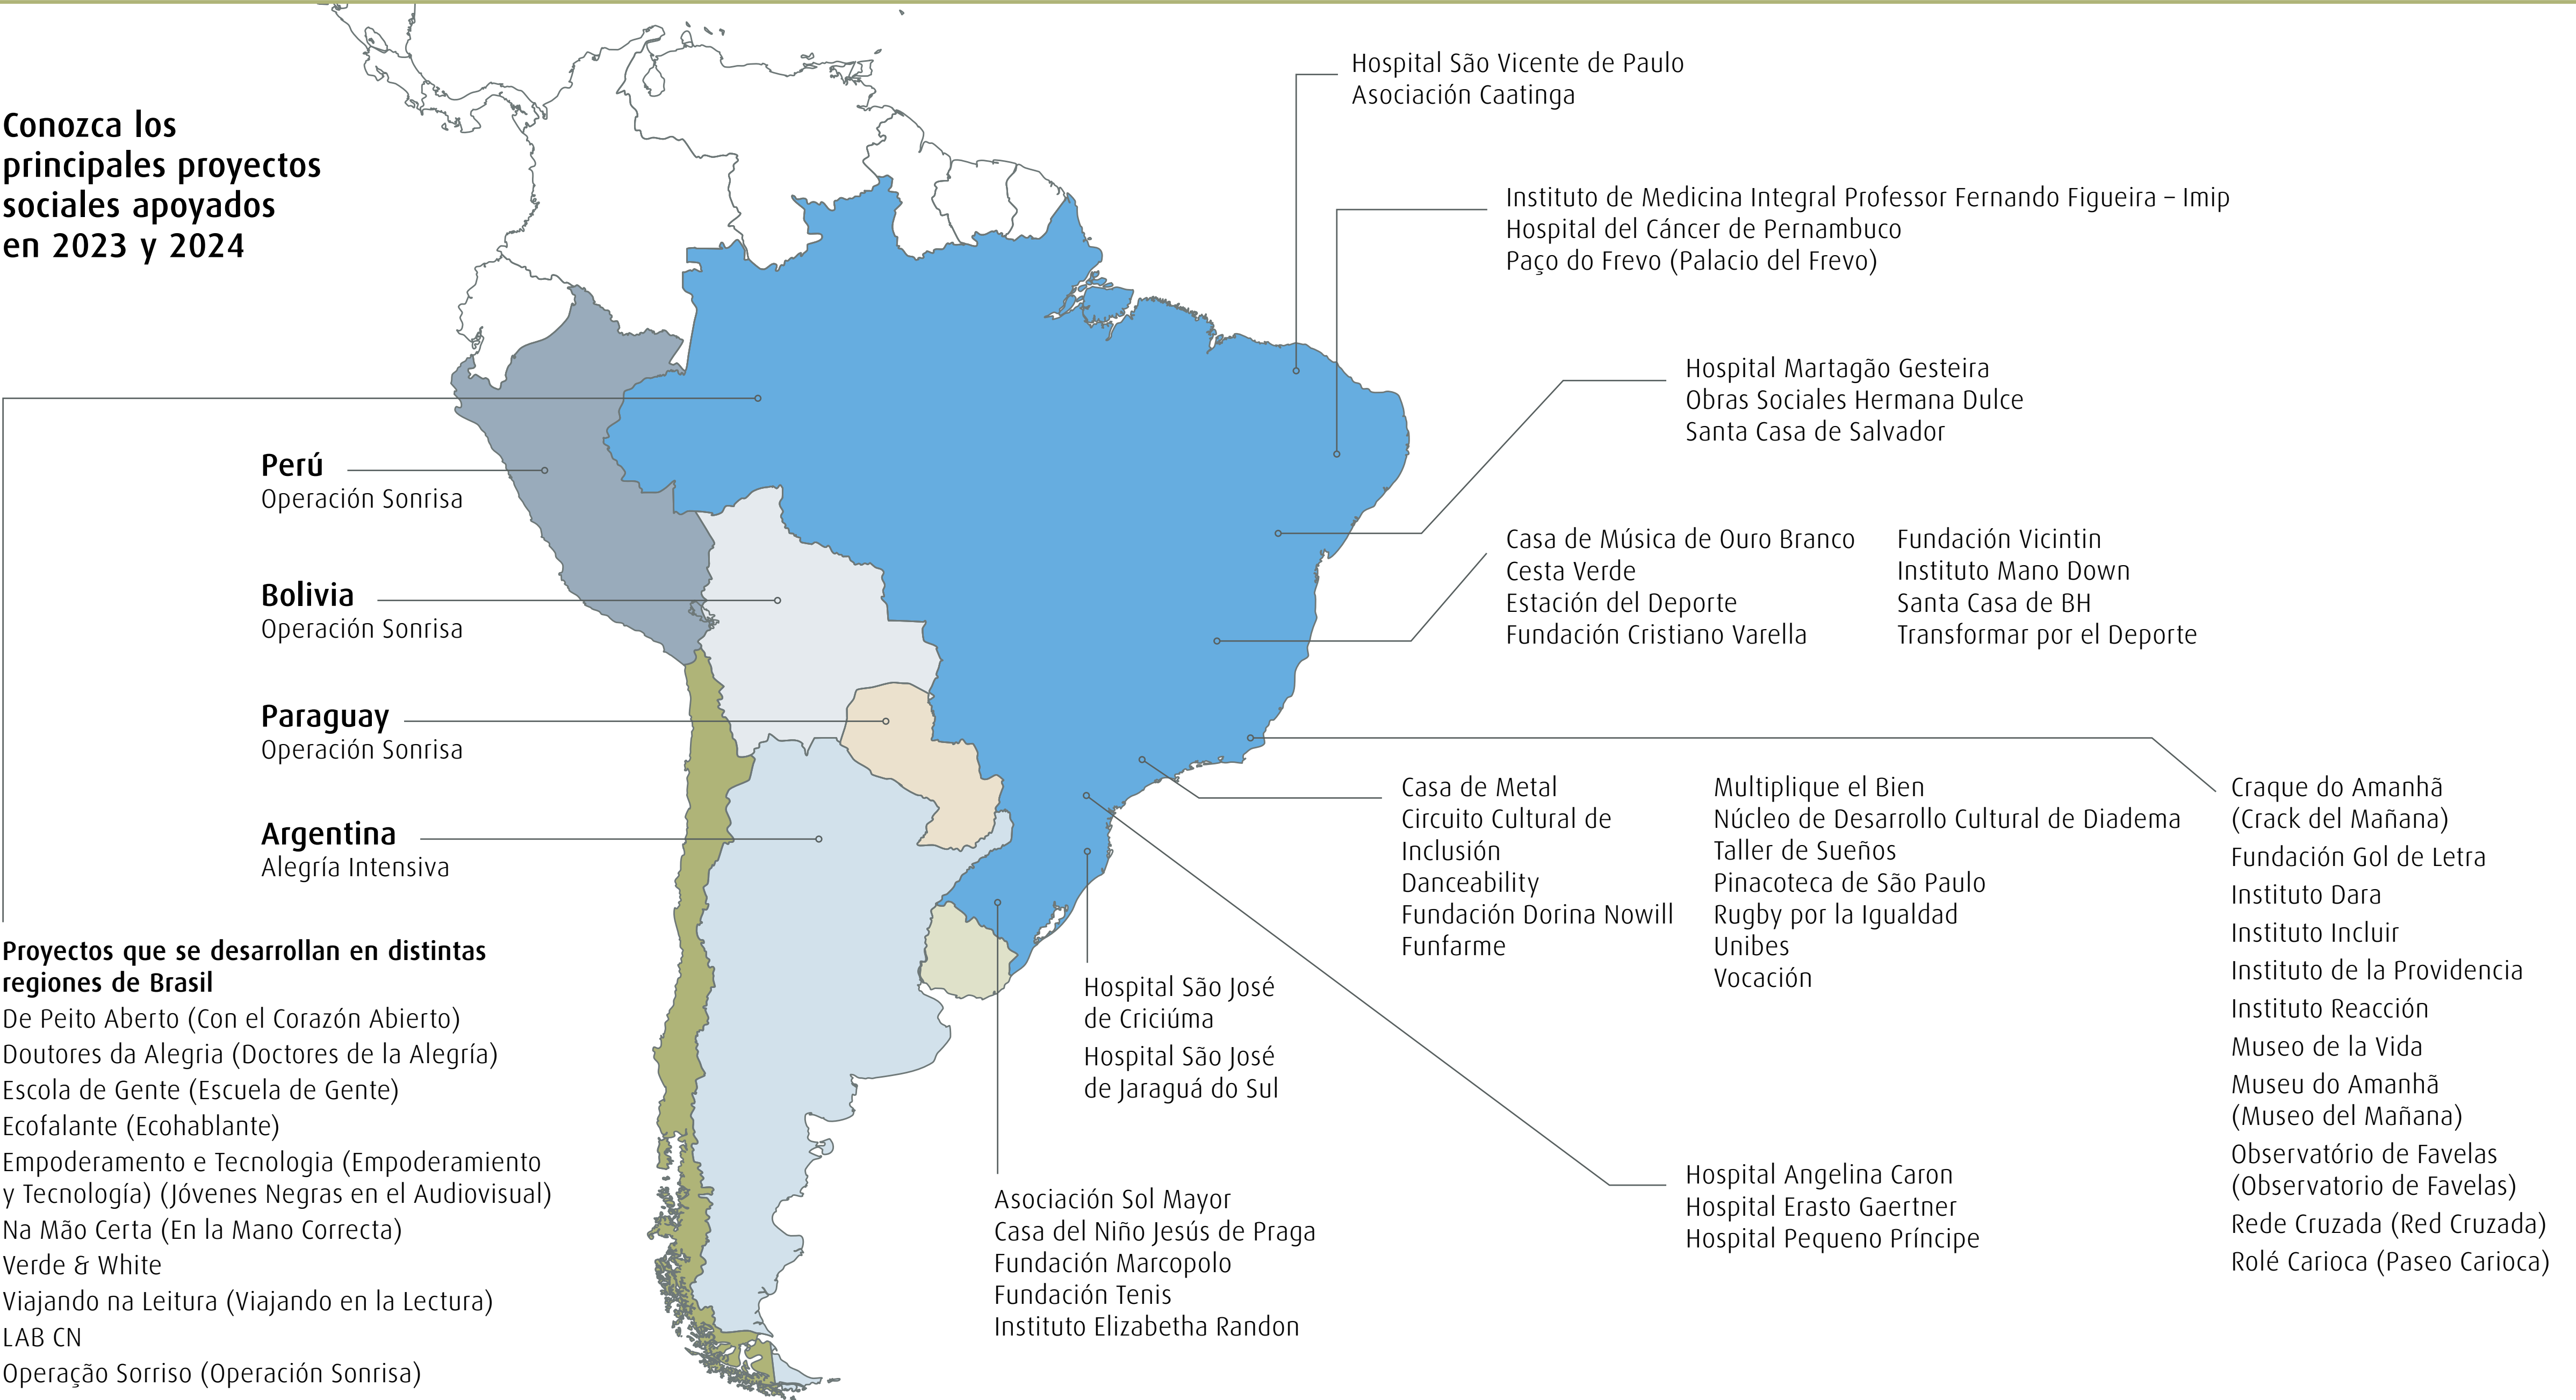 Conozca los
principales proyectos
sociales apoyados
en 2023 y 2024
Hospital São Vicente de Paulo
Asociación Caatinga
Instituto de Medicina Integral Professor Fernando Figueira – Imip
Hospital del Cáncer de Pernambuco
Paço do Frevo (Palacio del Frevo)
Hospital Martagão Gesteira
Obras Sociales Hermana Dulce
Santa Casa de Salvador
Perú
Operación Sonrisa
Bolivia
Operación Sonrisa
Paraguay
Operación Sonrisa
Argentina
Alegría Intensiva
Casa de Música de Ouro Branco
Cesta Verde
Estación del Deporte
Fundación Cristiano Varella
Fundación Vicintin
Instituto Mano Down
Santa Casa de BH
Transformar por el Deporte
Casa de Metal
Circuito Cultural de
Inclusión
Danceability
Fundación Dorina Nowill
Funfarme
Multiplique el Bien
Núcleo de Desarrollo Cultural de Diadema
Taller de Sueños
Pinacoteca de São Paulo
Rugby por la Igualdad
Unibes
Vocación
Craque do Amanhã
(Crack del Mañana)
Fundación Gol de Letra
Instituto Dara
Instituto Incluir
Instituto de la Providencia
Instituto Reacción
Museo de la Vida
Museu do Amanhã
(Museo del Mañana)
Observatório de Favelas
(Observatorio de Favelas)
Rede Cruzada (Red Cruzada)
Rolé Carioca (Paseo Carioca)
Proyectos que se desarrollan en distintas
regiones de Brasil
De Peito Aberto (Con el Corazón Abierto)
Doutores da Alegria (Doctores de la Alegría)
Escola de Gente (Escuela de Gente)
Ecofalante (Ecohablante)
Empoderamento e Tecnologia (Empoderamiento
y Tecnología) (Jóvenes Negras en el Audiovisual)
Na Mão Certa (En la Mano Correcta)
Verde & White
Viajando na Leitura (Viajando en la Lectura)
LAB CN
Operação Sorriso (Operación Sonrisa)
Hospital São José
de Criciúma
Hospital São José
de Jaraguá do Sul
Asociación Sol Mayor
Casa del Niño Jesús de Praga
Fundación Marcopolo
Fundación Tenis
Instituto Elizabetha Randon
Hospital Angelina Caron
Hospital Erasto Gaertner
Hospital Pequeno Príncipe